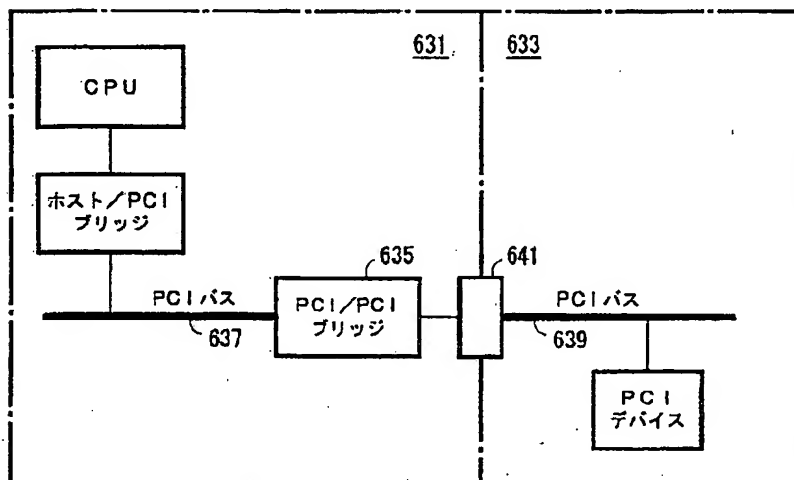 631
633
CPU
ホスト/PCI
ブリッジ
635
641
PCIバス
PCI/PCI
ブリッジ
PCIバス
637
639
PCI
デバイス